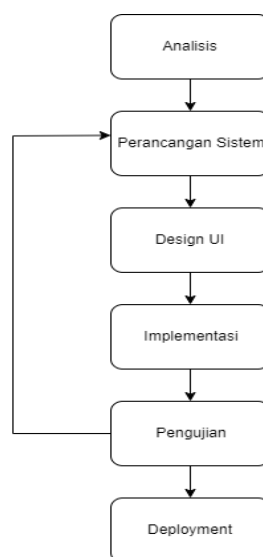 Analisis
Perancangan Sistem
Design UI
Implementasi
Pengujian
Deployment